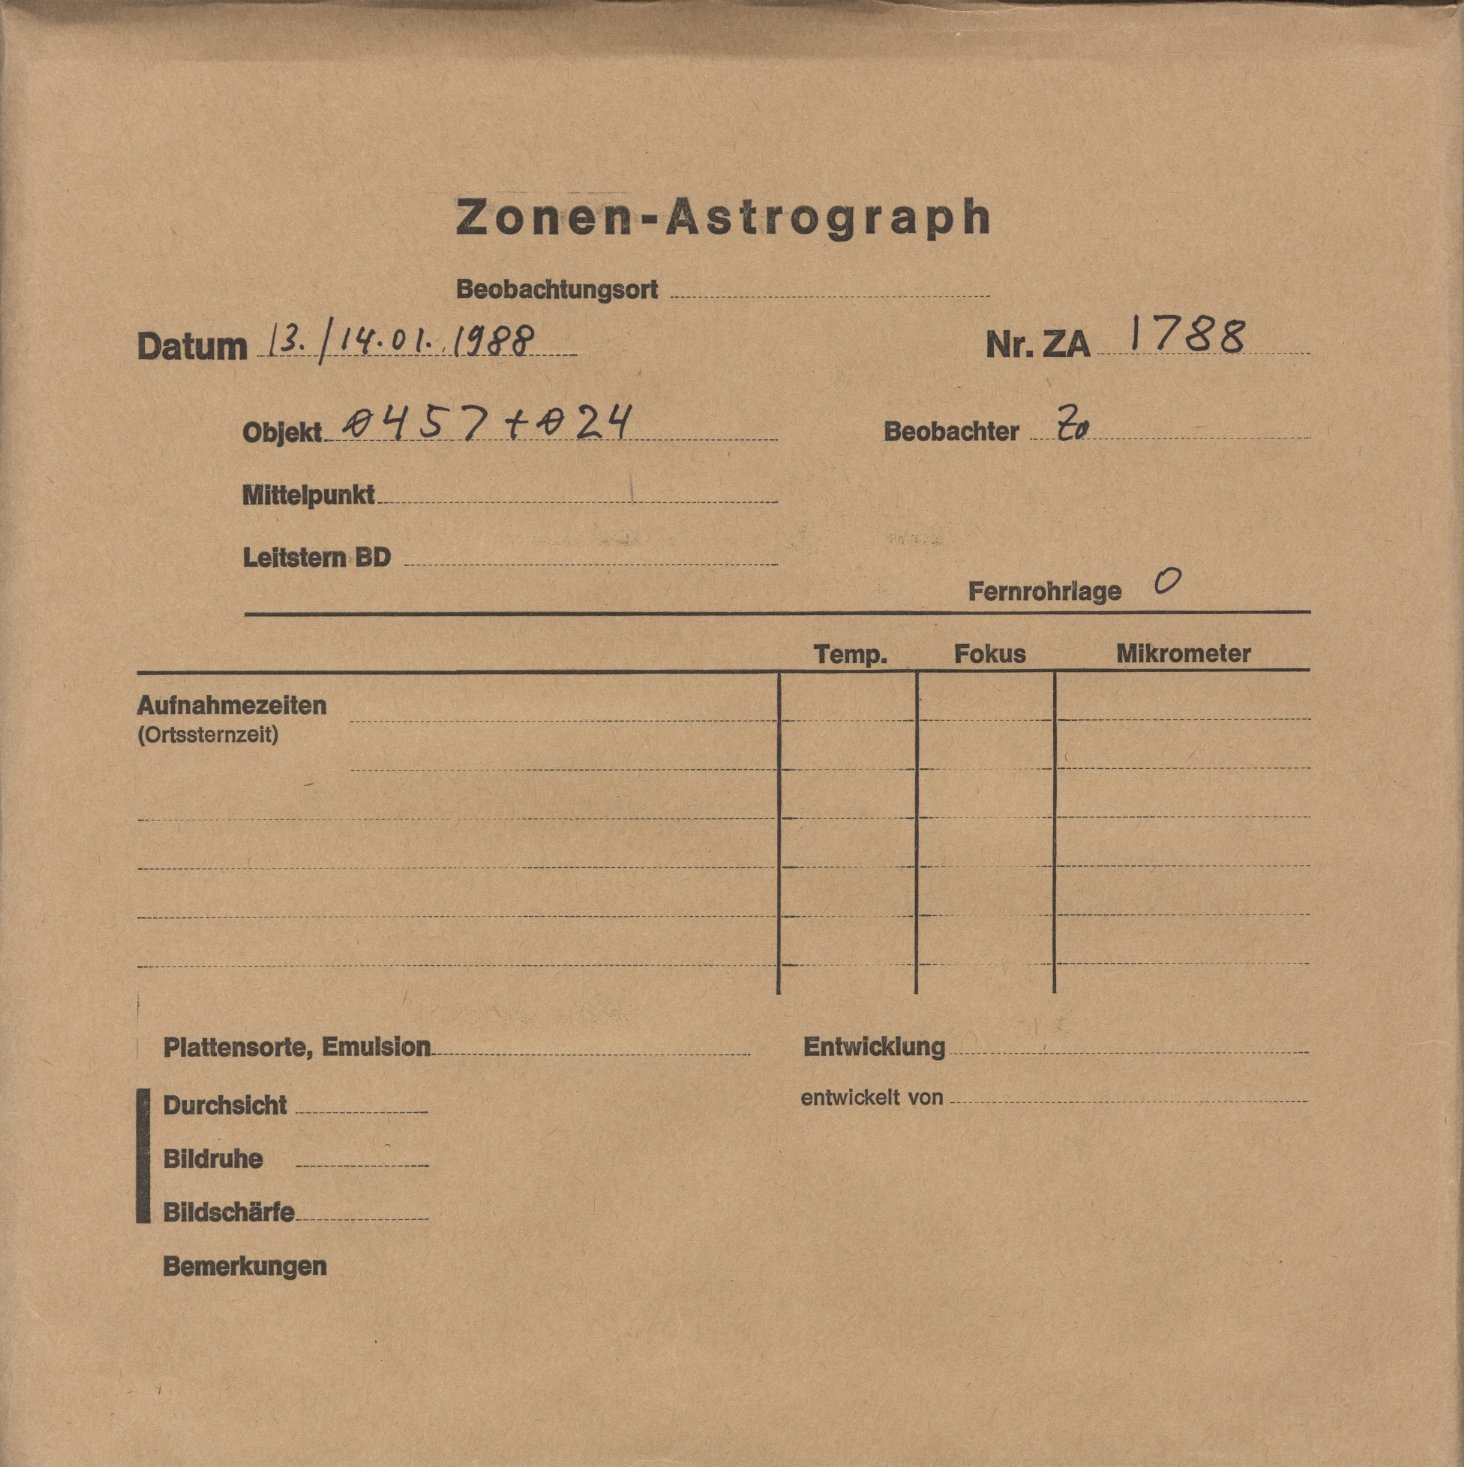 Zonen-Astrograph
Beobachtungsort
Datum 13./14.01.1988 Nr. ZA 1788
Objekt 0457+024 Beobachter Zo
Mittelpunkt
Leitstern BD
Fernrohrlage O
Temp. Fokus Mikrometer
Aufnahmezeiten
(Ortssternzeit)
Plattensorte, Emulsion Entwicklung
Durchsicht entwickelt von
Bildruhe
Bildschärfe
Bemerkungen